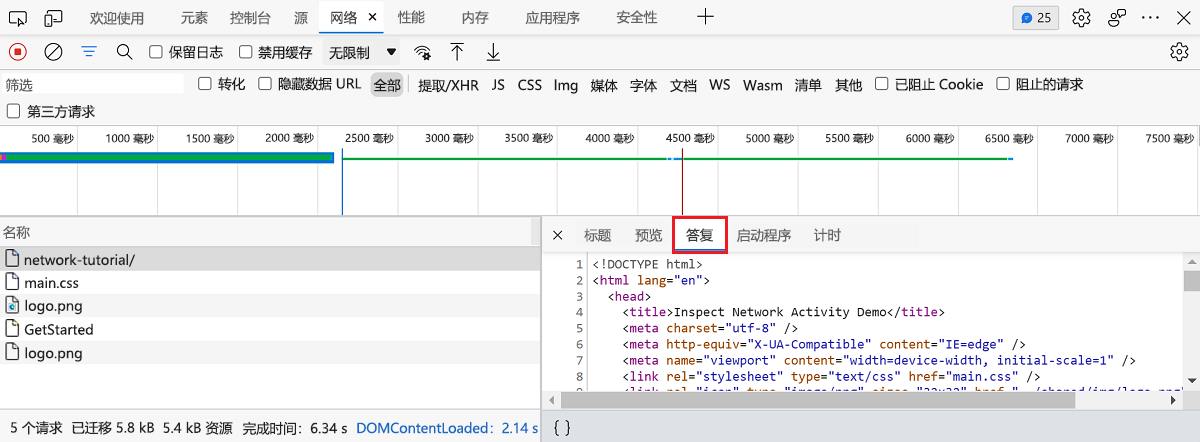 欢迎使用 元素 控制台 源 网络 × 性能 内存 应用程序 安全性 + 25
保留日志 禁用缓存 无限制
筛选 转化 隐藏数据 URL 全部 提取/XHR JS CSS Img 媒体 字体 文档 WS Wasm 清单 其他 已阻止 Cookie 阻止的请求
第三方请求
500 毫秒 1000 毫秒 1500 毫秒 2000 毫秒 2500 毫秒 3000 毫秒 3500 毫秒 4000 毫秒 4500 毫秒 5000 毫秒 5500 毫秒 6000 毫秒 6500 毫秒 7000 毫秒 7500 毫秒
名称
network-tutorial/
main.css
logo.png
GetStarted
logo.png
5 个请求 已迁移 5.8 kB 5.4 kB 资源 完成时间：6.34 s DOMContentLoaded：2.14 s
× 标题 预览 答复 启动程序 计时
1 <!DOCTYPE html>
2 <html lang="en">
3 <head>
4 <title>Inspect Network Activity Demo</title>
5 <meta charset="utf-8" />
6 <meta http-equiv="X-UA-Compatible" content="IE=edge" />
7 <meta name="viewport" content="width=device-width, initial-scale=1" />
8 <link rel="stylesheet" type="text/css" href="main.css" />
{ }